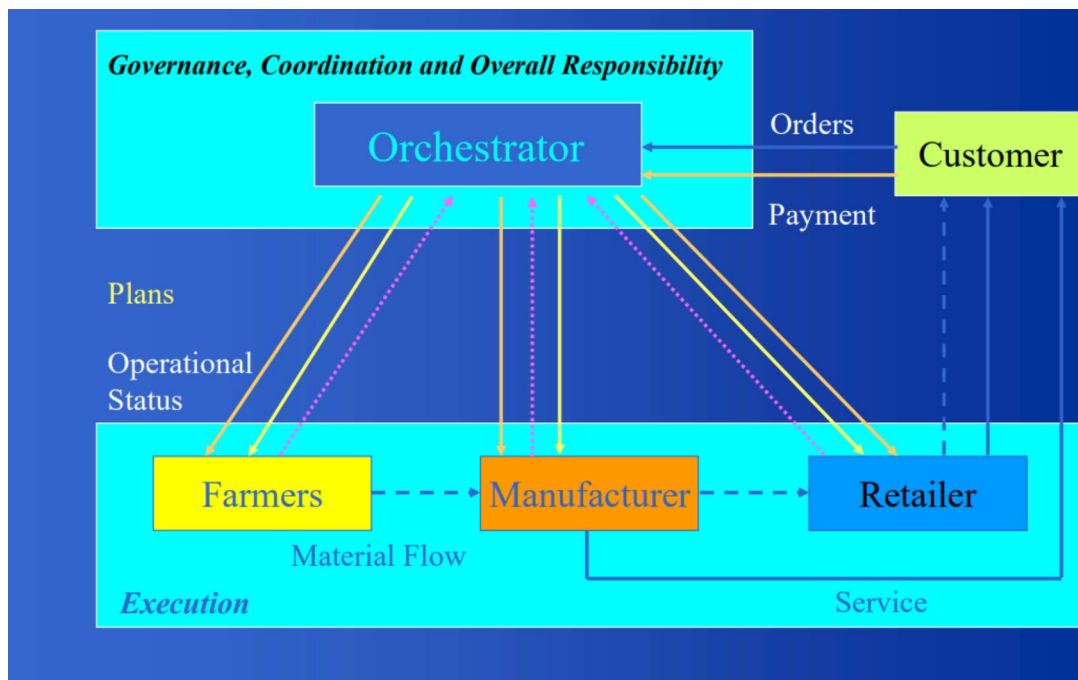 Governance, Coordination and Overall Responsibility
Orchestrator
Orders
Customer
Payment
Plans
Operational
Status
Farmers
Manufacturer
Retailer
Material Flow
Execution
Service